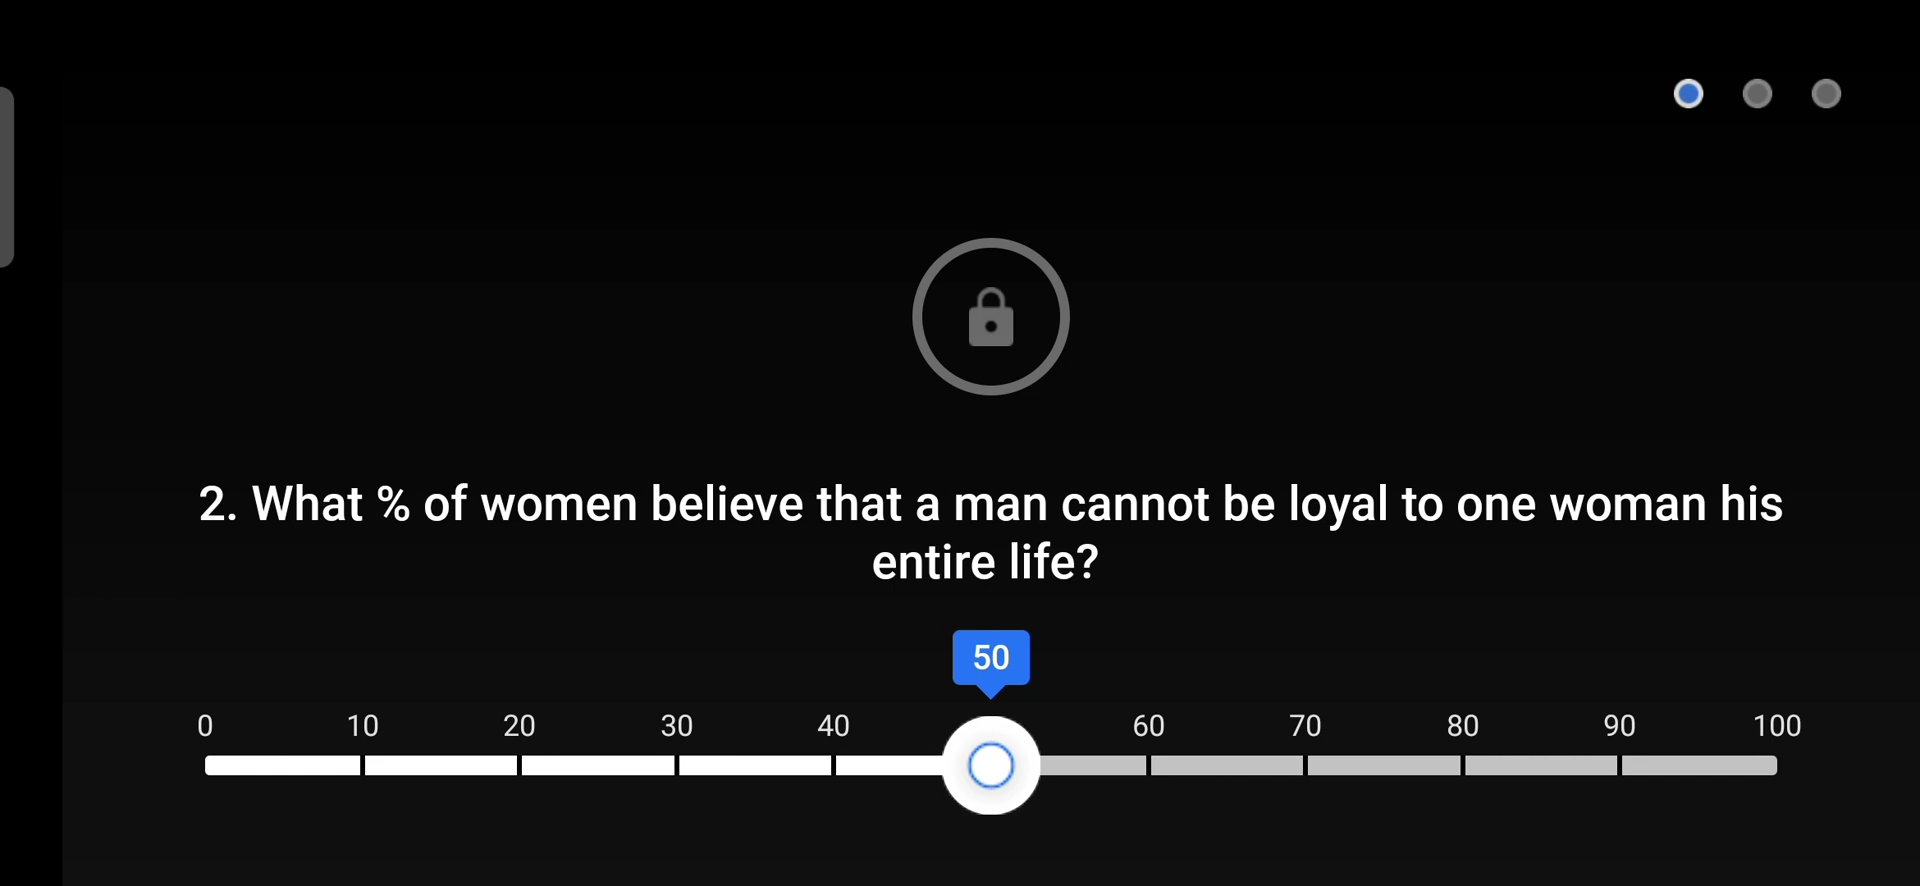 2. What % of women believe that a man cannot be loyal to one woman his
entire life?
50
0 10 20 30 40 60 70 80 90 100